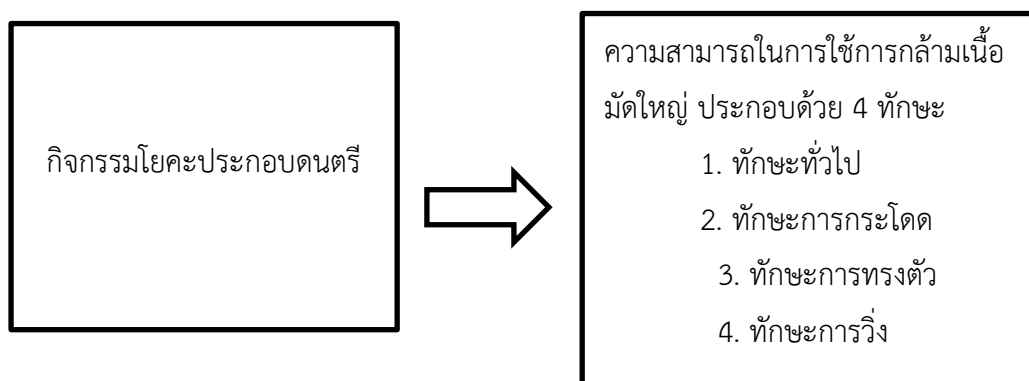 กิจกรรมโยคะประกอบดนตรี
ความสามารถในการใช้การกล้ามเนื้อ
มัดใหญ่ ประกอบด้วย 4 ทักษะ
1. ทักษะทั่วไป
2. ทักษะการกระโดด
3. ทักษะการทรงตัว
4. ทักษะการวิ่ง